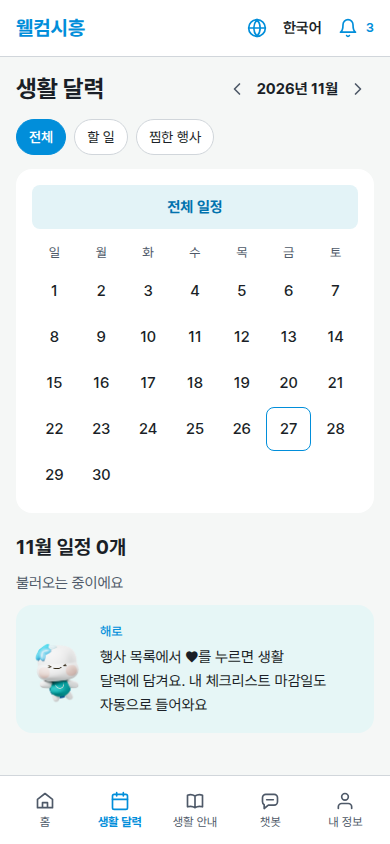 웰컴시흥 한국어 3
생활 달력 2026년 11월
전체 할 일 찜한 행사
전체 일정
일 월 화 수 목 금 토
1 2 3 4 5 6 7
8 9 10 11 12 13 14
15 16 17 18 19 20 21
22 23 24 25 26 27 28
29 30
11월 일정 0개
불러오는 중이에요
해로
행사 목록에서 ♥를 누르면 생활
달력에 담겨요. 내 체크리스트 마감일도
자동으로 들어와요
홈 생활 달력 생활 안내 챗봇 내 정보